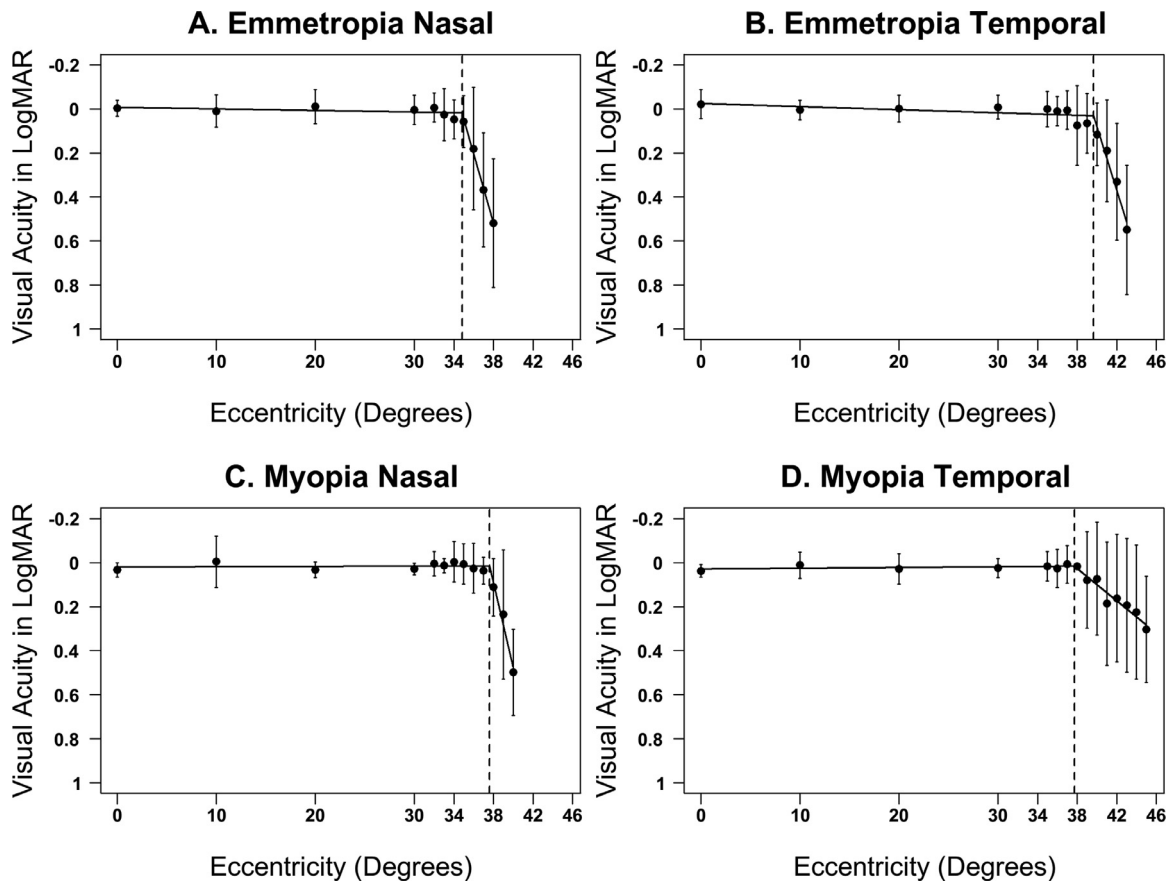 A. Emmetropia Nasal
Visual Acuity in LogMAR
-0.2
0
0.2
0.4
0.6
0.8
1
0 10 20 30 34 38 42 46
Eccentricity (Degrees)
B. Emmetropia Temporal
Visual Acuity in LogMAR
-0.2
0
0.2
0.4
0.6
0.8
1
0 10 20 30 34 38 42 46
Eccentricity (Degrees)
C. Myopia Nasal
Visual Acuity in LogMAR
-0.2
0
0.2
0.4
0.6
0.8
1
0 10 20 30 34 38 42 46
Eccentricity (Degrees)
D. Myopia Temporal
Visual Acuity in LogMAR
-0.2
0
0.2
0.4
0.6
0.8
1
0 10 20 30 34 38 42 46
Eccentricity (Degrees)